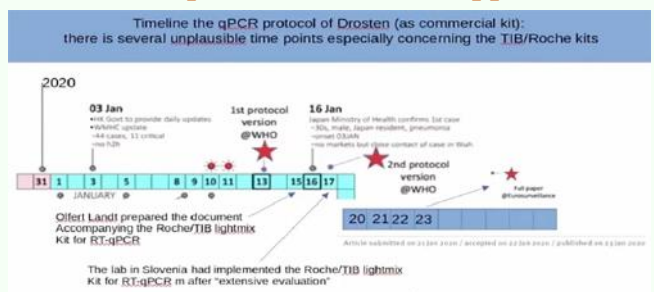 Timeline the qPCR protocol of Drosten (as commercial kit):
there is several unplausible time points especially concerning the TIB/Roche kits
2020
03 Jan
•HK Govt to provide daily updates
•WMHC update
~44 cases, 11 critical
~no h2h
1st protocol
version
@WHO
16 Jan
Japan Ministry of Health confirms 1st case
~30s, male, Japan resident, pneumonia
~onset 03JAN
~no markets but close contact of case in Wuh
2nd protocol
version
@WHO
Full paper
@Eurosurveillance
31 1 3 5 8 9 10 11 13 15 16 17
JANUARY
20 21 22 23
Olfert Landt prepared the document
Accompanying the Roche/TIB lightmix
Kit for RT-qPCR
Article submitted on 21 Jan 2020 / accepted on 22 Jan 2020 / published on 23 Jan 2020
The lab in Slovenia had implemented the Roche/TIB lightmix
Kit for RT-qPCR m after “extensive evaluation”